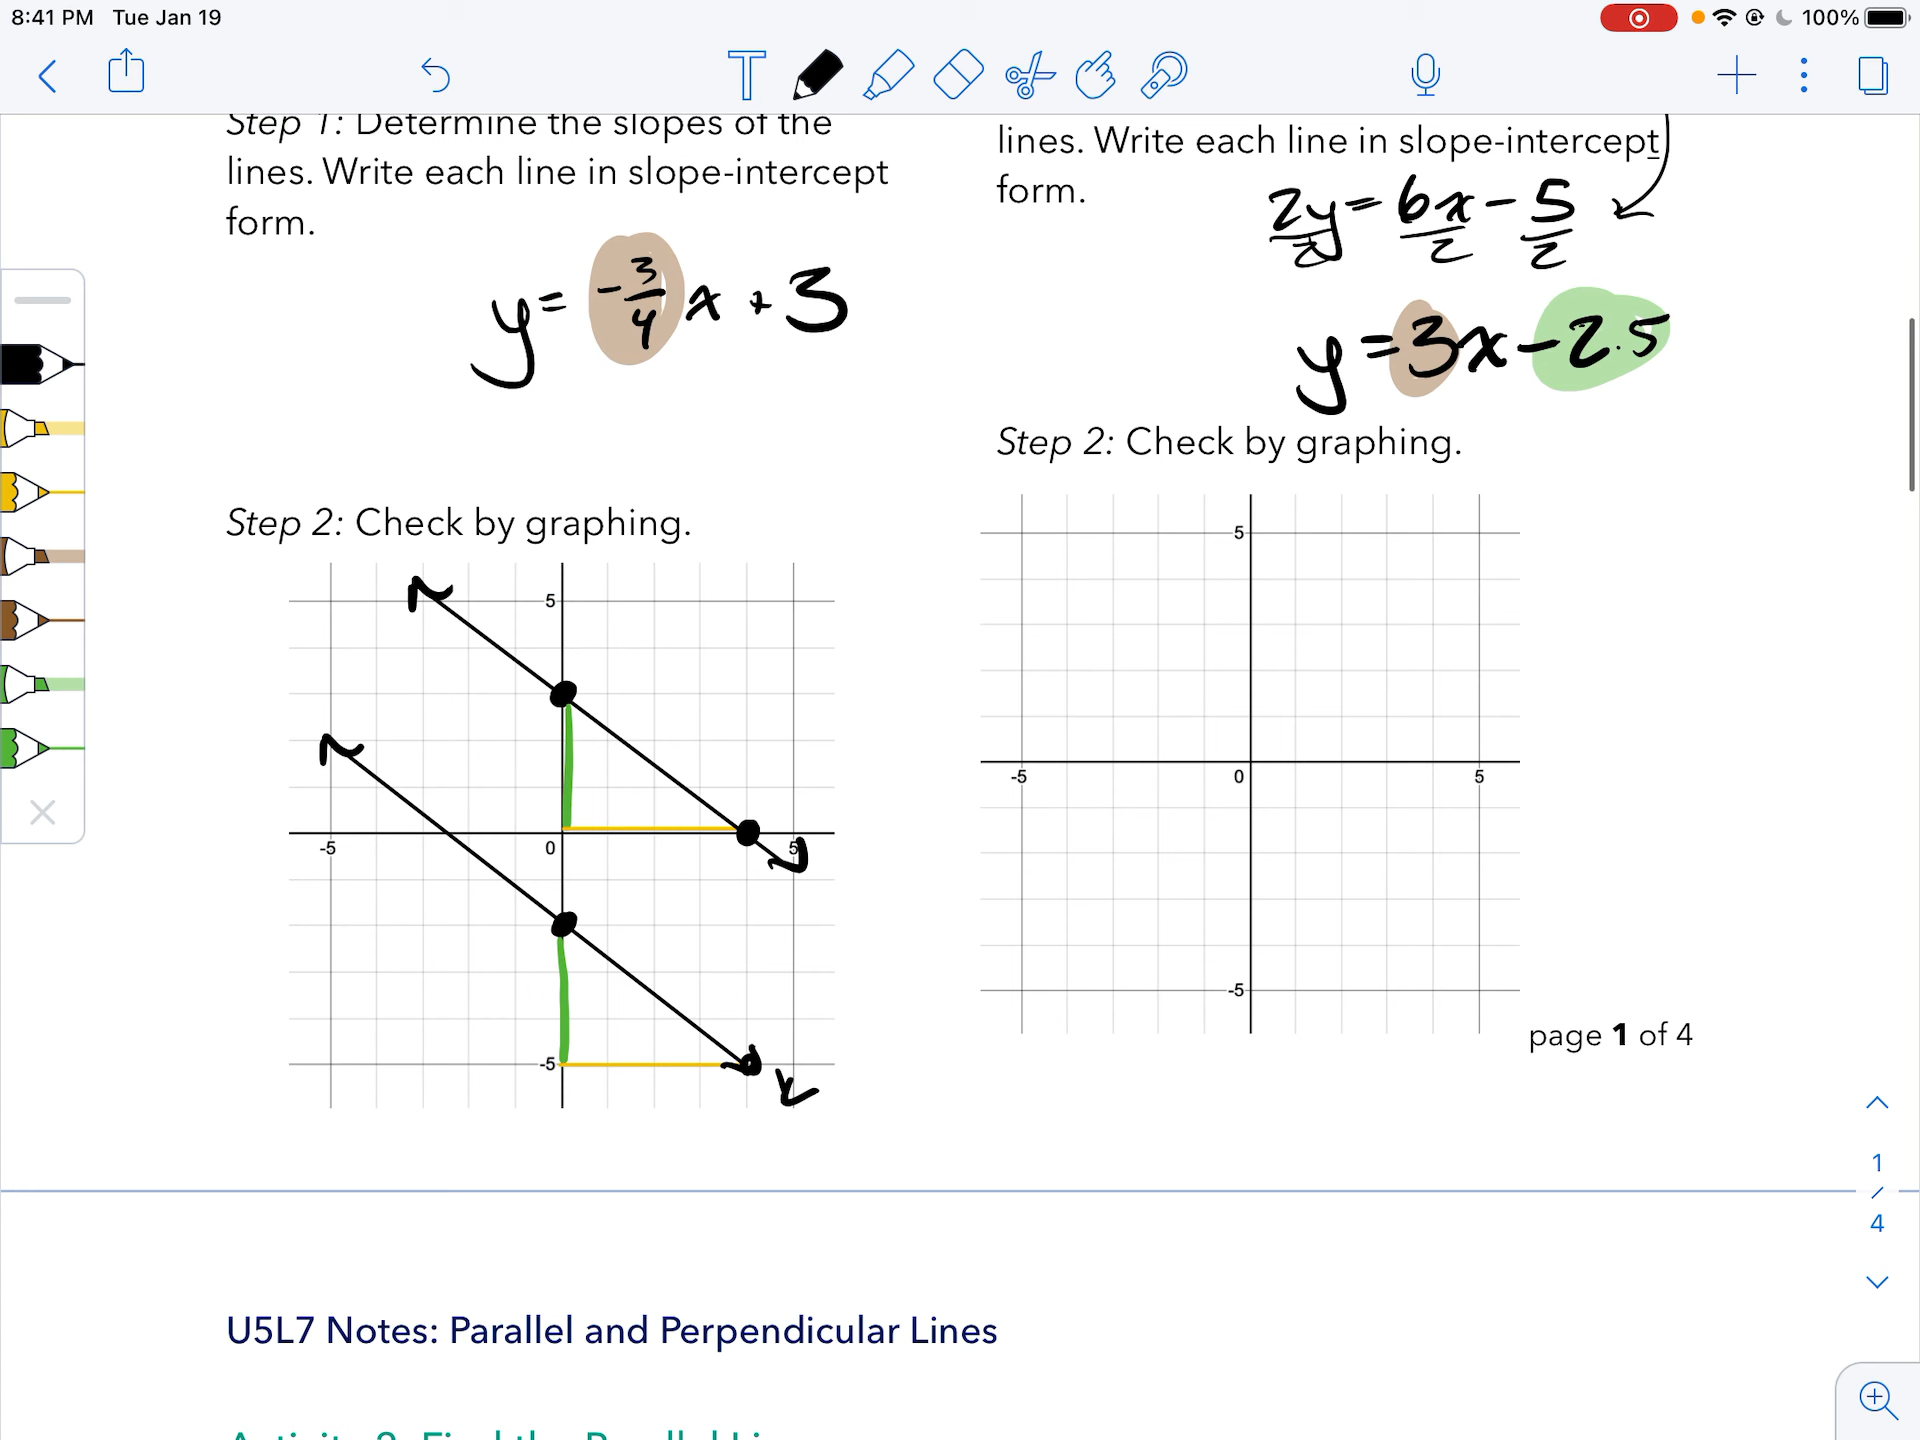 8:41 PM Tue Jan 19
100%
Step 1: Determine the slopes of the
lines. Write each line in slope-intercept
form.
y = -3/4 x + 3
Step 2: Check by graphing.
5
-5 0 5
-5
lines. Write each line in slope-intercept
form.
2y/2 = 6x/2 - 5/2
y = 3x - 2.5
Step 2: Check by graphing.
5
-5 0 5
-5
page 1 of 4
1
/
4
U5L7 Notes: Parallel and Perpendicular Lines